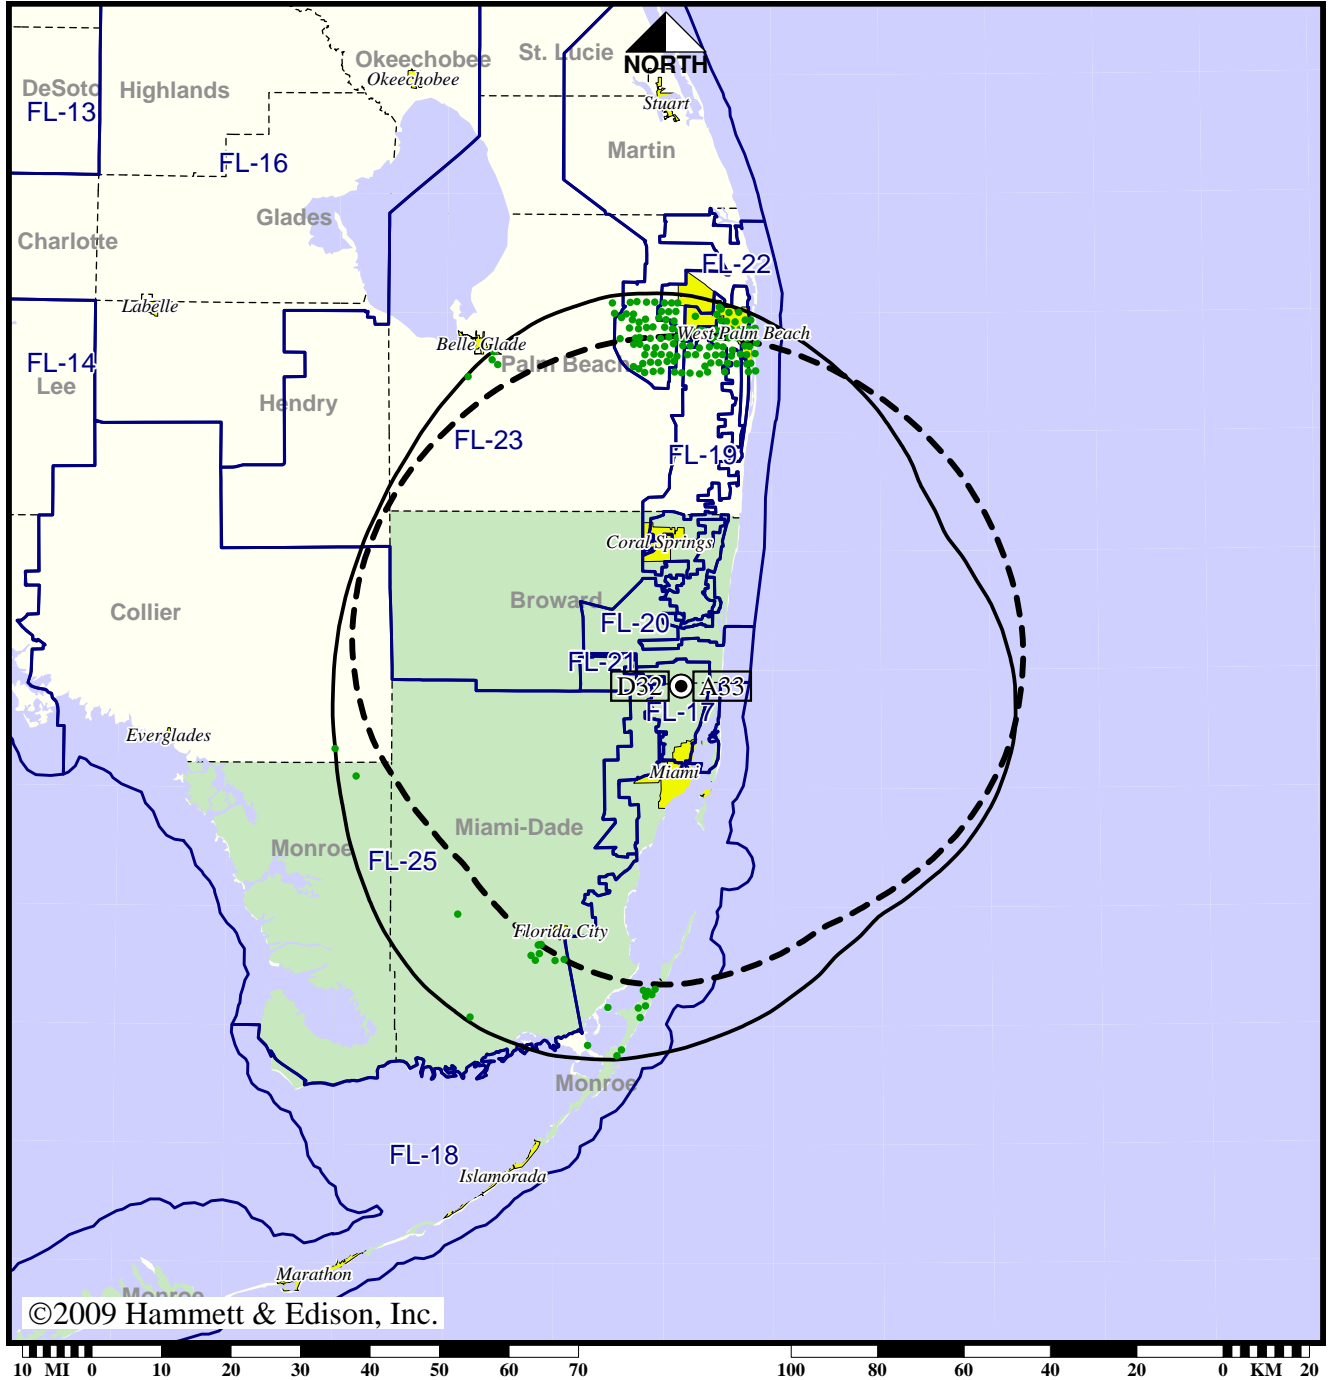 Okeechobee
St. Lucie
NORTH
Okeechobee
DeSoto
Highlands
Stuart
FL-13
Martin
FL-16
Glades
Charlotte
FL-22
Labelle
West Palm Beach
Belle Glade
FL-14
Palm Beach
Lee
Hendry
FL-23
FL-19
Coral Springs
Broward
Collier
FL-20
FL-21
D32
A33
FL-17
Everglades
Miami
Miami-Dade
Monroe
FL-25
Florida City
Monroe
FL-18
Islamorada
Marathon
Monroe
©2009 Hammett & Edison, Inc.
10 MI 0 10 20 30 40 50 60 70
100 80 60 40 20 0 KM 20